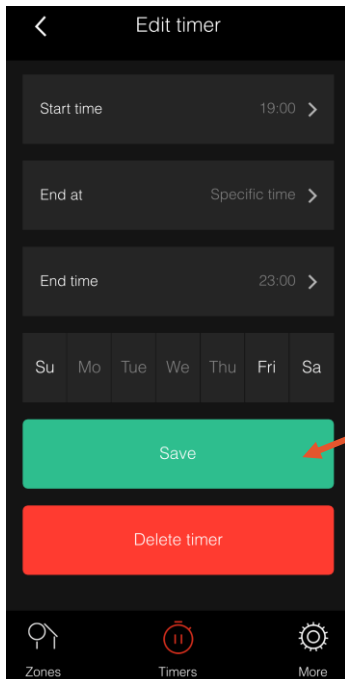 Edit timer
Start time 19:00
End at Specific time
End time 23:00
Su Mo Tue We Thu Fri Sa
Save
Delete timer
Zones Timers More